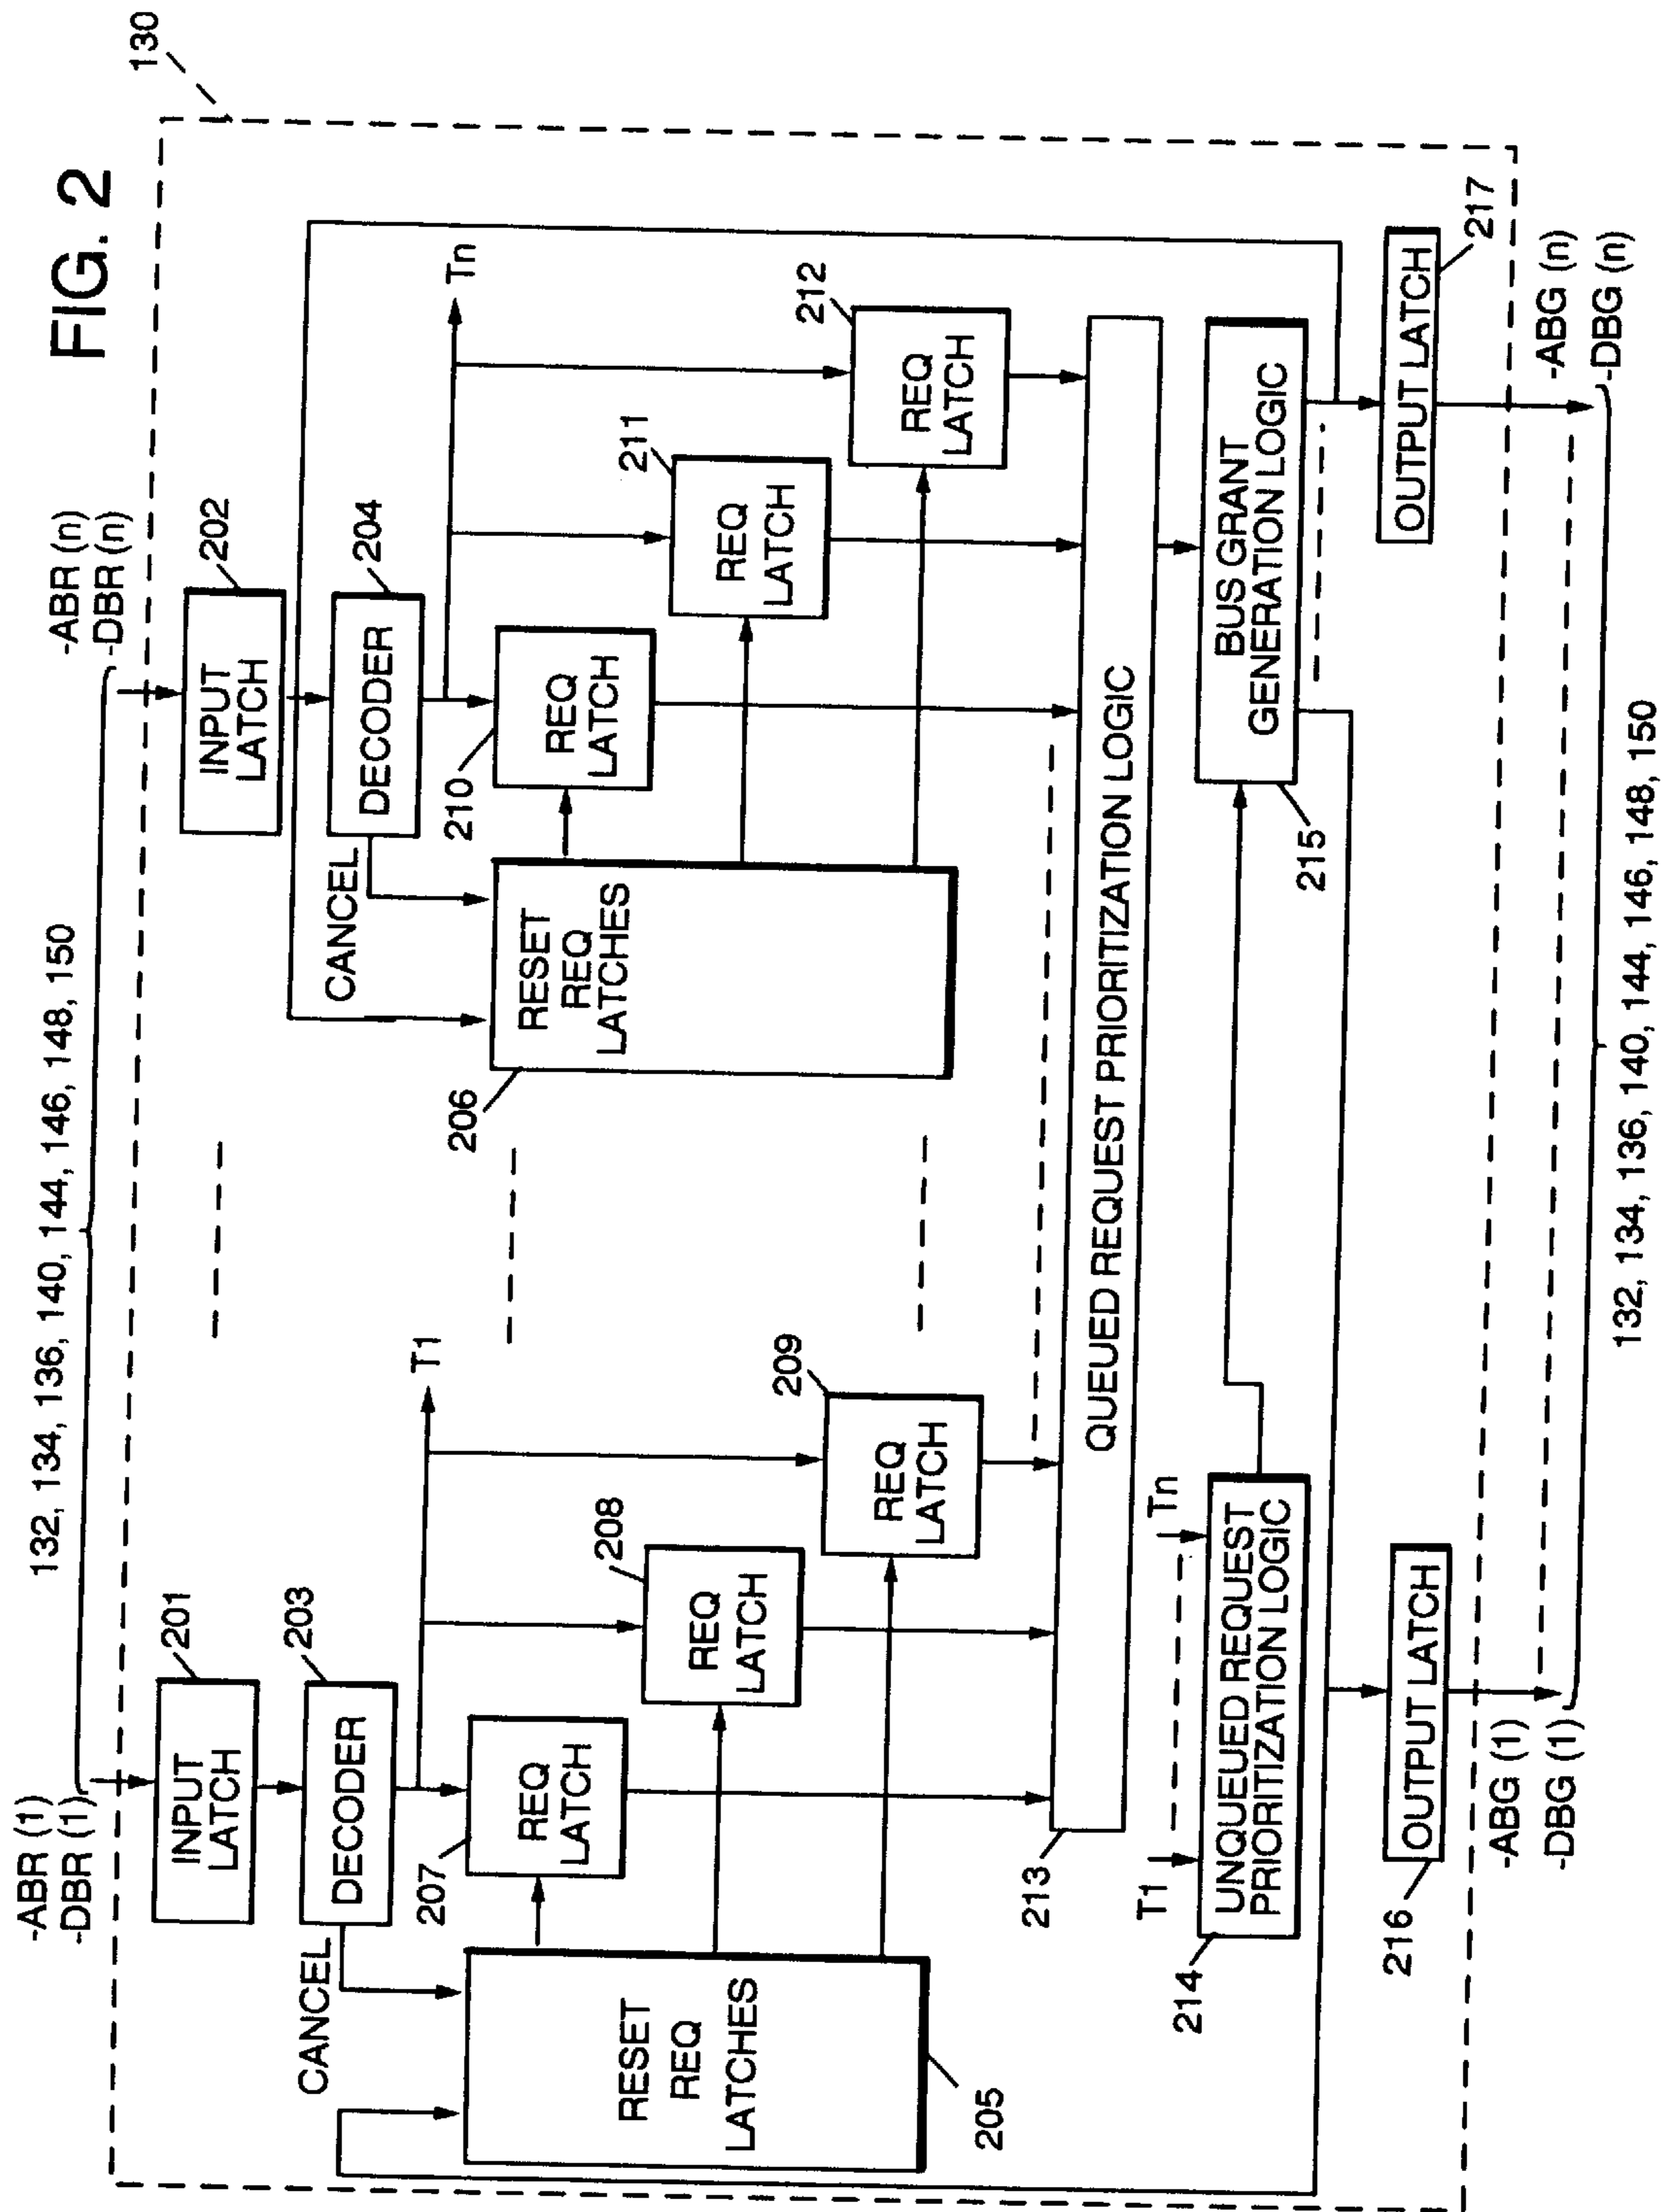 FIG. 2
130
132, 134, 136, 140, 144, 146, 148, 150
-ABR (1)
-DBR (1)
-ABR (n)
-DBR (n)
INPUT
LATCH
201
INPUT
LATCH
202
DECODER
203
DECODER
204
CANCEL
CANCEL
T1
Tn
RESET
REQ
LATCHES
205
REQ
LATCH
207
REQ
LATCH
208
REQ
LATCH
209
RESET
REQ
LATCHES
206
REQ
LATCH
210
REQ
LATCH
211
REQ
LATCH
212
QUEUED REQUEST PRIORITIZATION LOGIC
213
T1
Tn
UNQUEUED REQUEST
PRIORITIZATION LOGIC
214
BUS GRANT
GENERATION LOGIC
215
OUTPUT LATCH
216
OUTPUT LATCH
217
-ABG (1)
-DBG (1)
-ABG (n)
-DBG (n)
132, 134, 136, 140, 144, 146, 148, 150